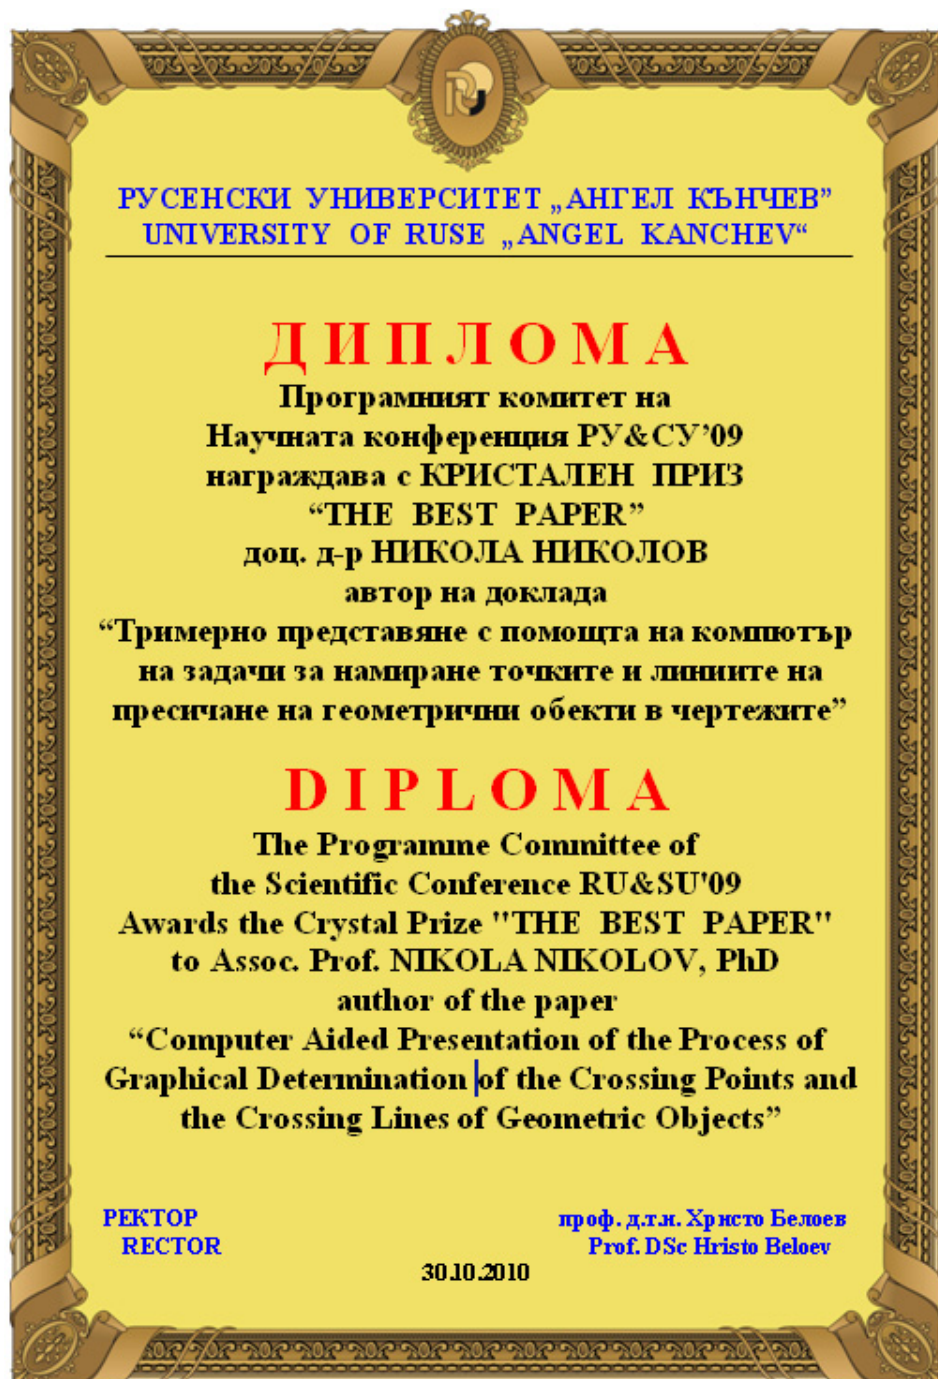 РУСЕНСКИ УНИВЕРСИТЕТ „АНГЕЛ КЪНЧЕВ”
UNIVERSITY OF RUSE „ANGEL KANCHEV“
ДИПЛОМА
Програмният комитет на
Научната конференция РУ&СУ’09
награждава с КРИСТАЛЕН ПРИЗ
“THE BEST PAPER”
доц. д-р НИКОЛА НИКОЛОВ
автор на доклада
“Тримерно представяне с помощта на компютър
на задачи за намиране точките и линиите на
пресичане на геометрични обекти в чертежите”
DIPLOMA
The Programme Committee of
the Scientific Conference RU&SU'09
Awards the Crystal Prize "THE BEST PAPER"
to Assoc. Prof. NIKOLA NIKOLOV, PhD
author of the paper
“Computer Aided Presentation of the Process of
Graphical Determination of the Crossing Points and
the Crossing Lines of Geometric Objects”
РЕКТОР проф. д.т.н. Христо Белоев
RECTOR Prof. DSc Hristo Beloev
30.10.2010